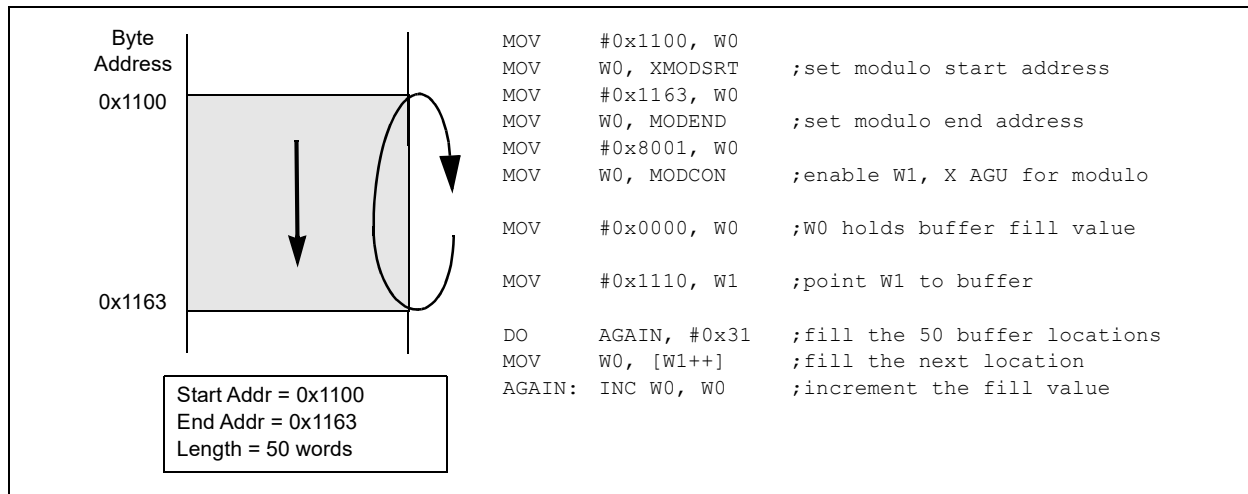 Byte
Address
0x1100
0x1163
Start Addr = 0x1100
End Addr = 0x1163
Length = 50 words
MOV #0x1100, W0
MOV W0, XMODSRT ;set modulo start address
MOV #0x1163, W0
MOV W0, MODEND ;set modulo end address
MOV #0x8001, W0
MOV W0, MODCON ;enable W1, X AGU for modulo
MOV #0x0000, W0 ;W0 holds buffer fill value
MOV #0x1110, W1 ;point W1 to buffer
DO AGAIN, #0x31 ;fill the 50 buffer locations
MOV W0, [W1++] ;fill the next location
AGAIN: INC W0, W0 ;increment the fill value